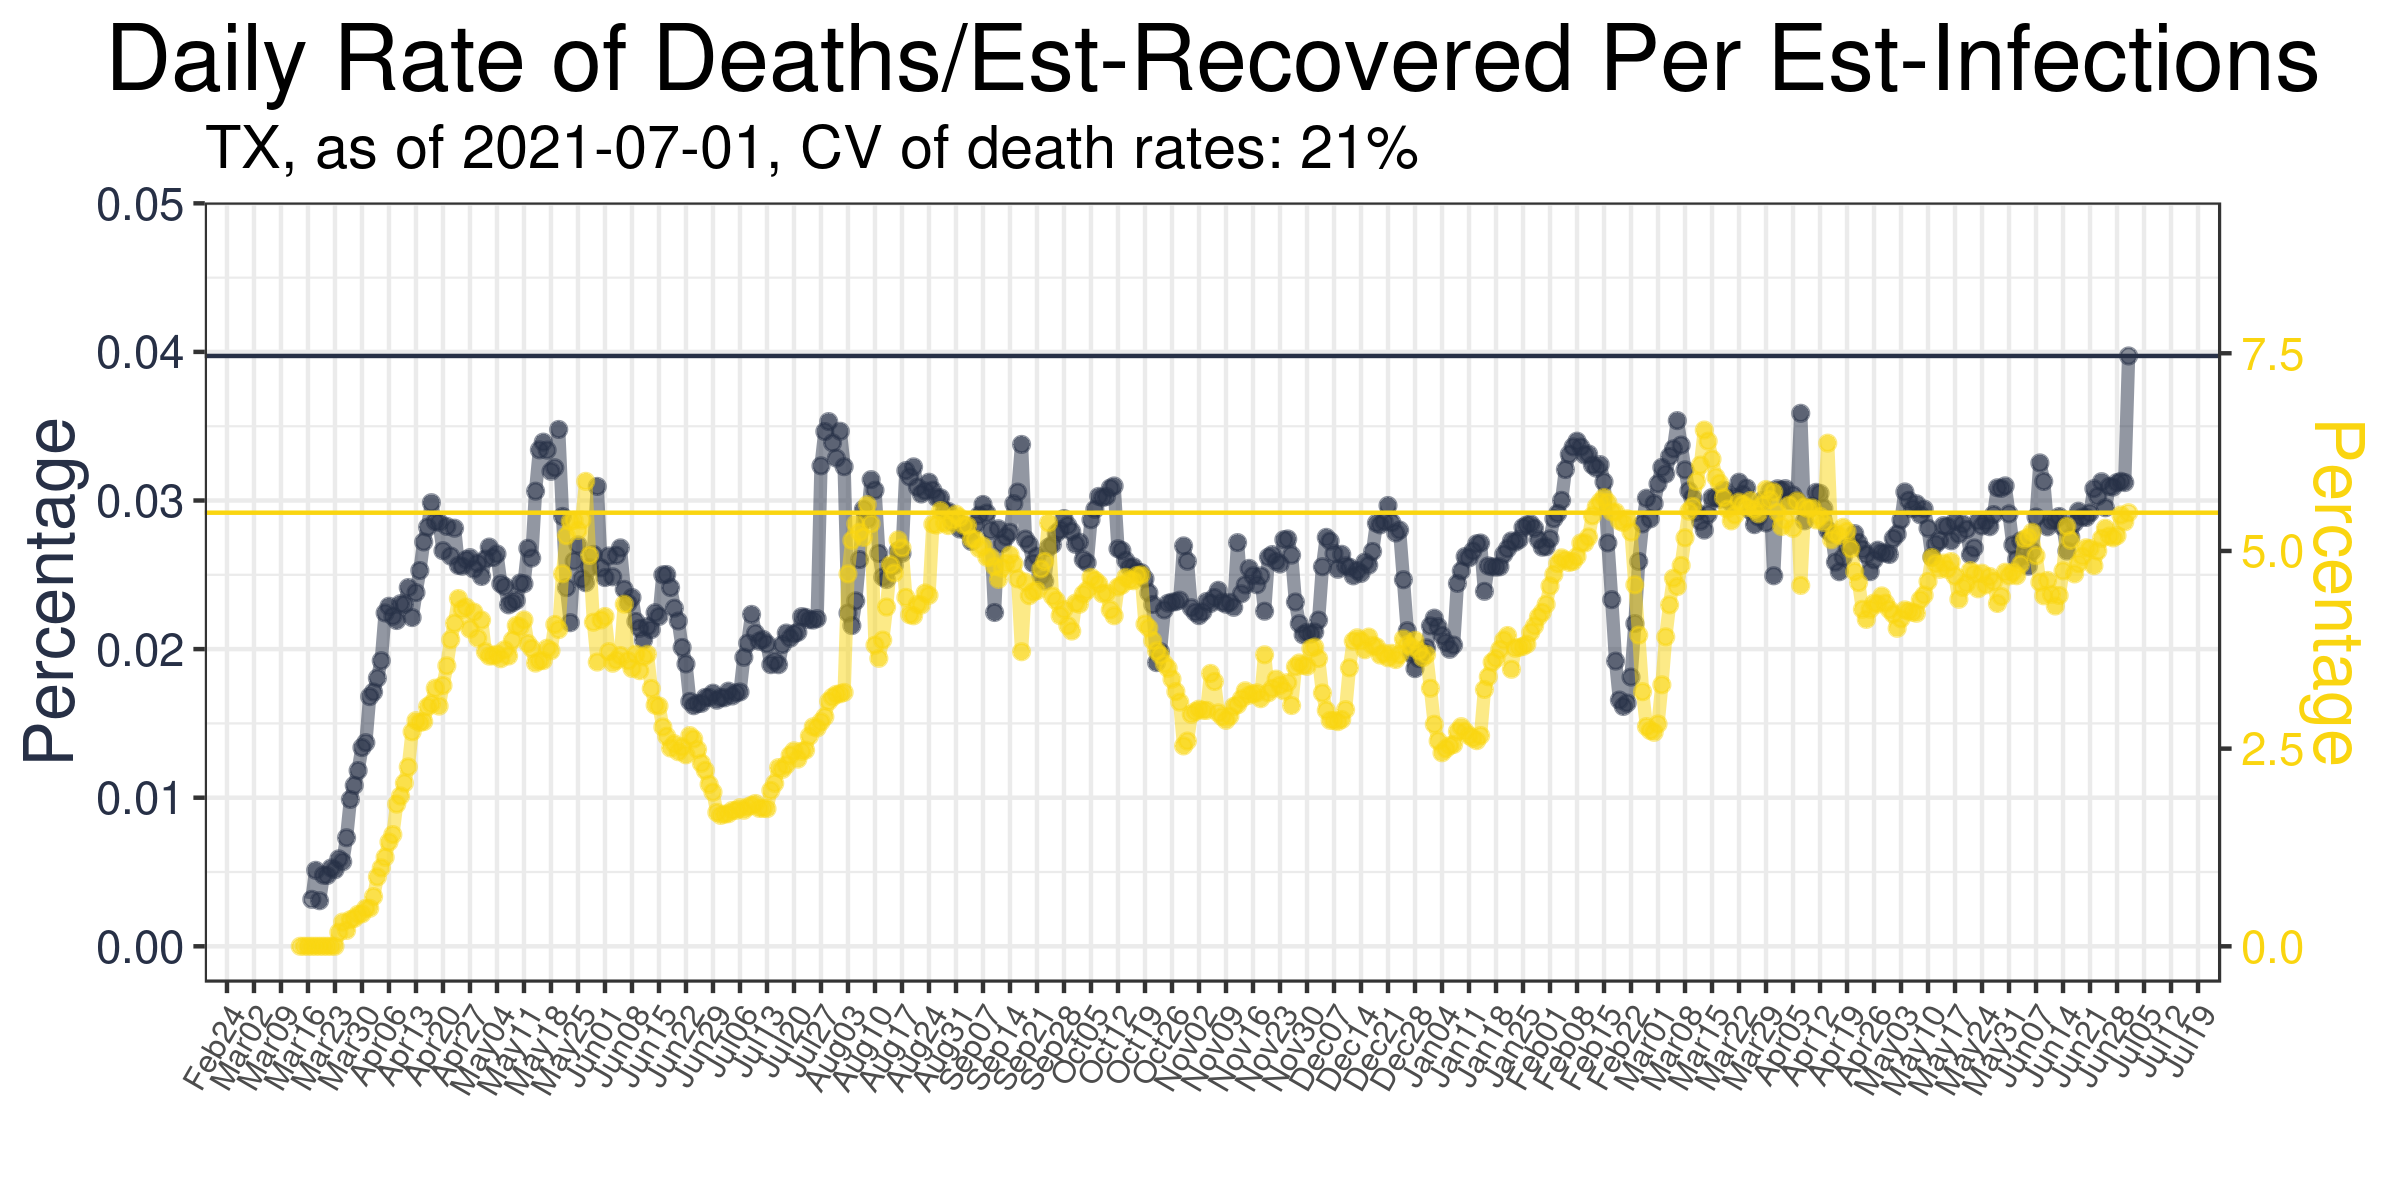 Daily Rate of Deaths/Est-Recovered Per Est-Infections
TX, as of 2021-07-01, CV of death rates: 21%
Percentage
0.05
0.04
0.03
0.02
0.01
0.00
7.5
5.0
2.5
0.0
Percentage
Feb24
Mar02
Mar09
Mar16
Mar23
Mar30
Apr06
Apr13
Apr20
Apr27
May04
May11
May18
May25
Jun01
Jun08
Jun15
Jun22
Jun29
Jul06
Jul13
Jul20
Jul27
Aug03
Aug10
Aug17
Aug24
Aug31
Sep07
Sep14
Sep21
Sep28
Oct05
Oct12
Oct19
Oct26
Nov02
Nov09
Nov16
Nov23
Nov30
Dec07
Dec14
Dec21
Dec28
Jan04
Jan11
Jan18
Jan25
Feb01
Feb08
Feb15
Feb22
Mar01
Mar08
Mar15
Mar22
Mar29
Apr05
Apr12
Apr19
Apr26
May03
May10
May17
May24
May31
Jun07
Jun14
Jun21
Jun28
Jul05
Jul12
Jul19